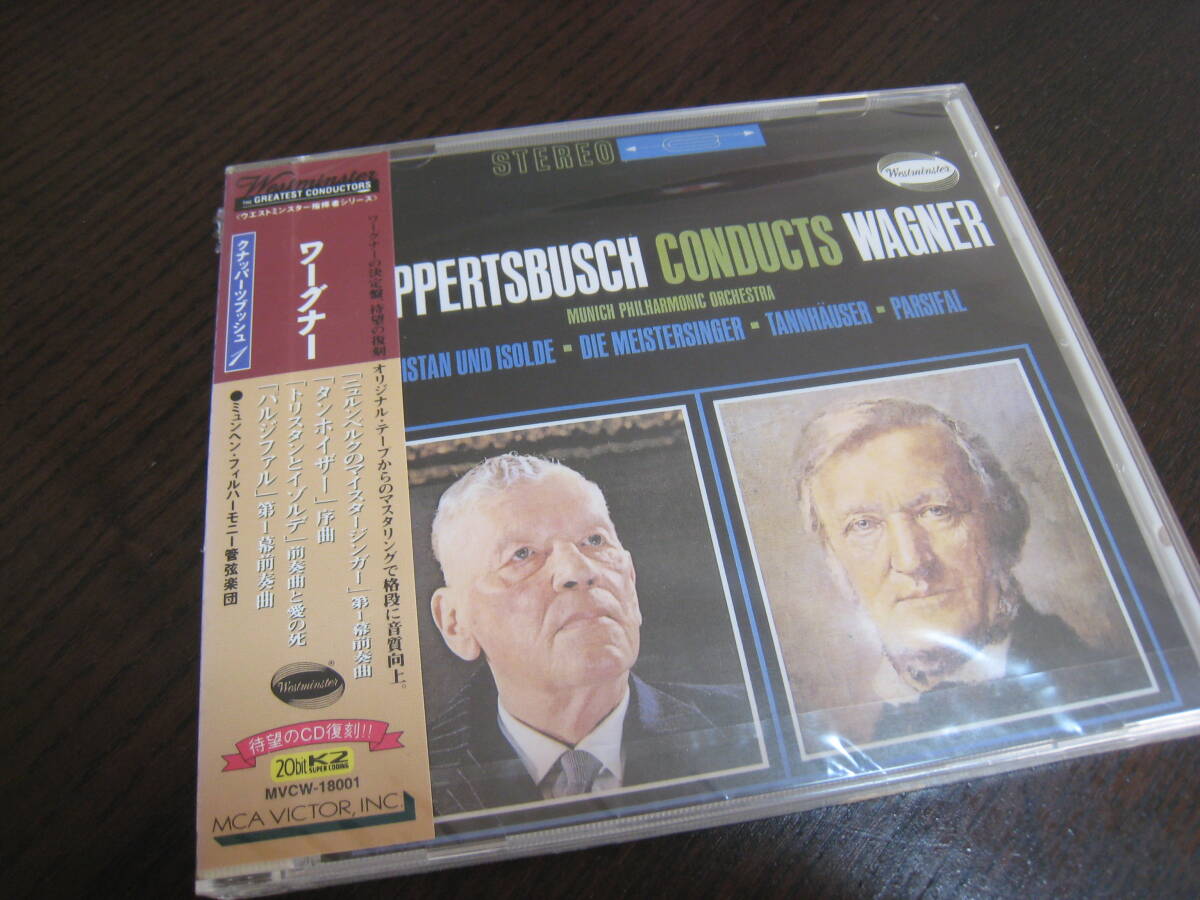 Westminster
THE GREATEST CONDUCTORS
〈ウエストミンスター指揮者シリーズ〉
クナッパーツブッシュ 1
ワーグナー
ワーグナーの決定盤、待望の復刻 オリジナル・テープからのマスタリングで格段に音質向上。
「ニュルンベルクのマイスタージンガー」第1幕前奏曲
「タンホイザー」序曲
「トリスタンとイゾルデ」前奏曲と愛の死
「パルジファル」第1幕前奏曲
●ミュンヘン・フィルハーモニー管弦楽団
Westminster®
待望のCD復刻!!
20bit K2
SUPER CODING
MVCW-18001
MCA VICTOR, INC.
STEREO
Westminster®
PPERTSBUSCH CONDUCTS WAGNER
MUNICH PHILHARMONIC ORCHESTRA
ISTAN UND ISOLDE ▪ DIE MEISTERSINGER ▪ TANNHÄUSER ▪ PARSIFAL